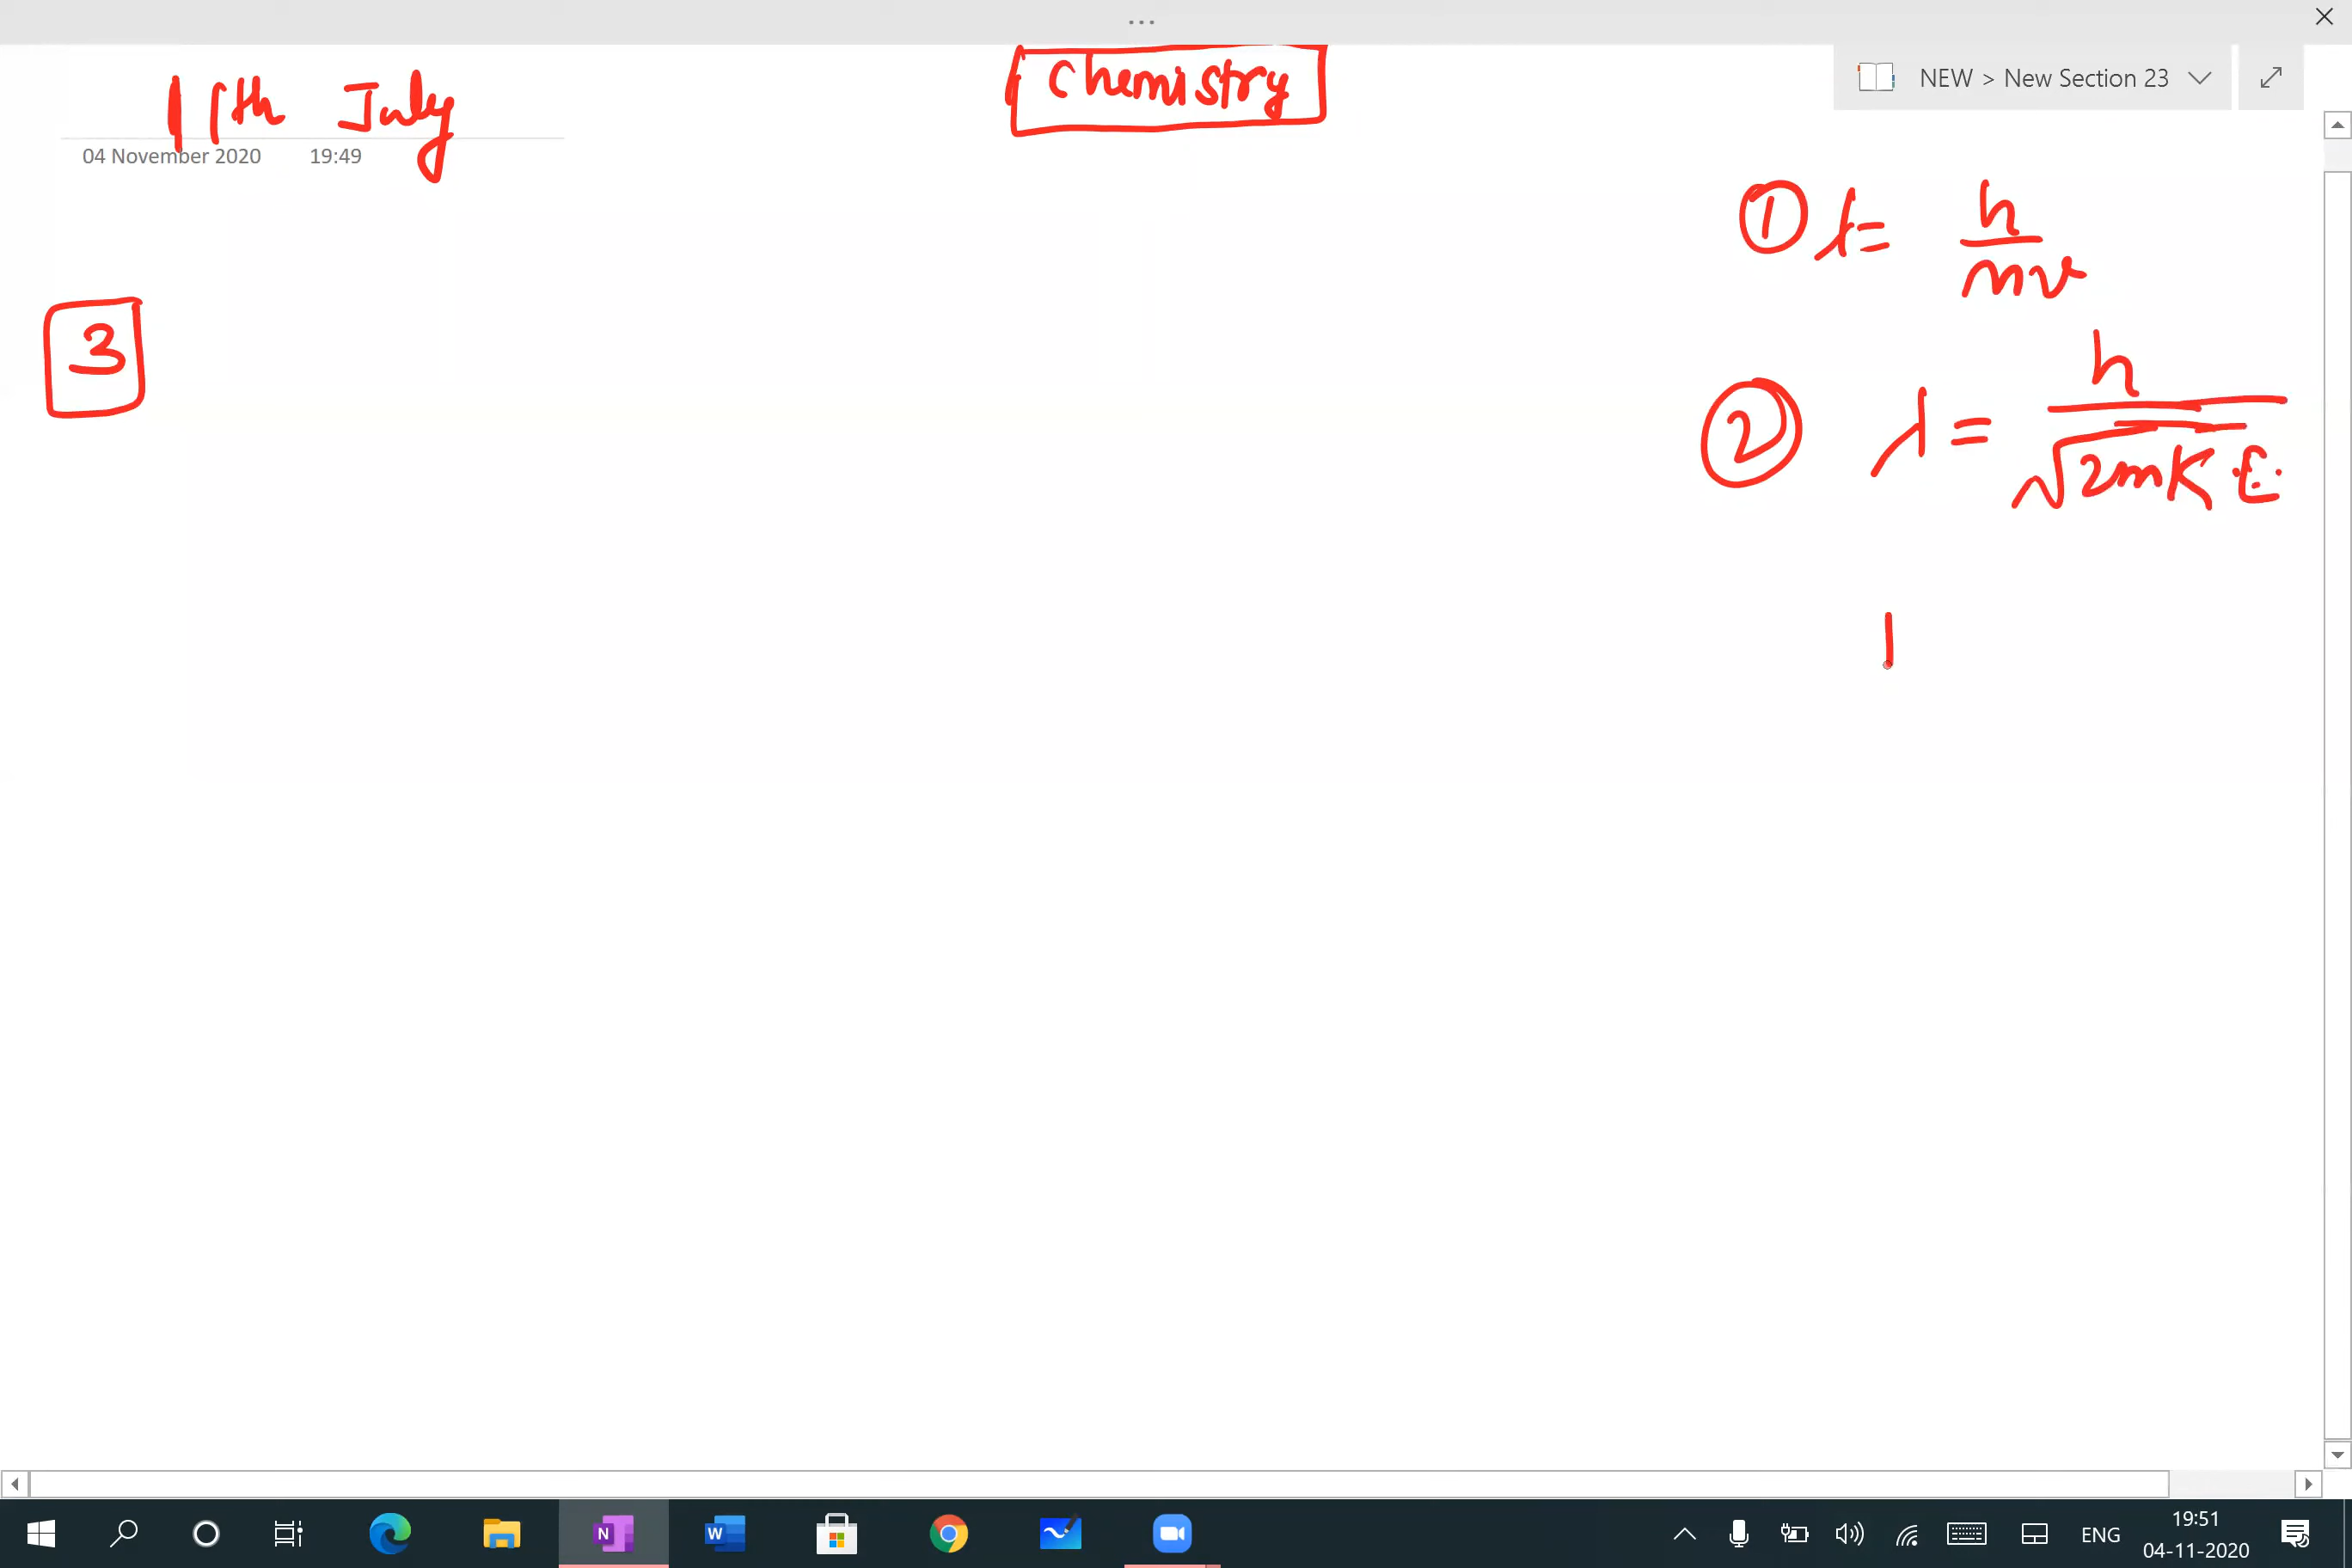 Chemistry
NEW > New Section 23
11th July
04 November 2020 19:49
① λ = h/mv
3
② λ = h/√2mK.E.
ENG
19:51
04-11-2020